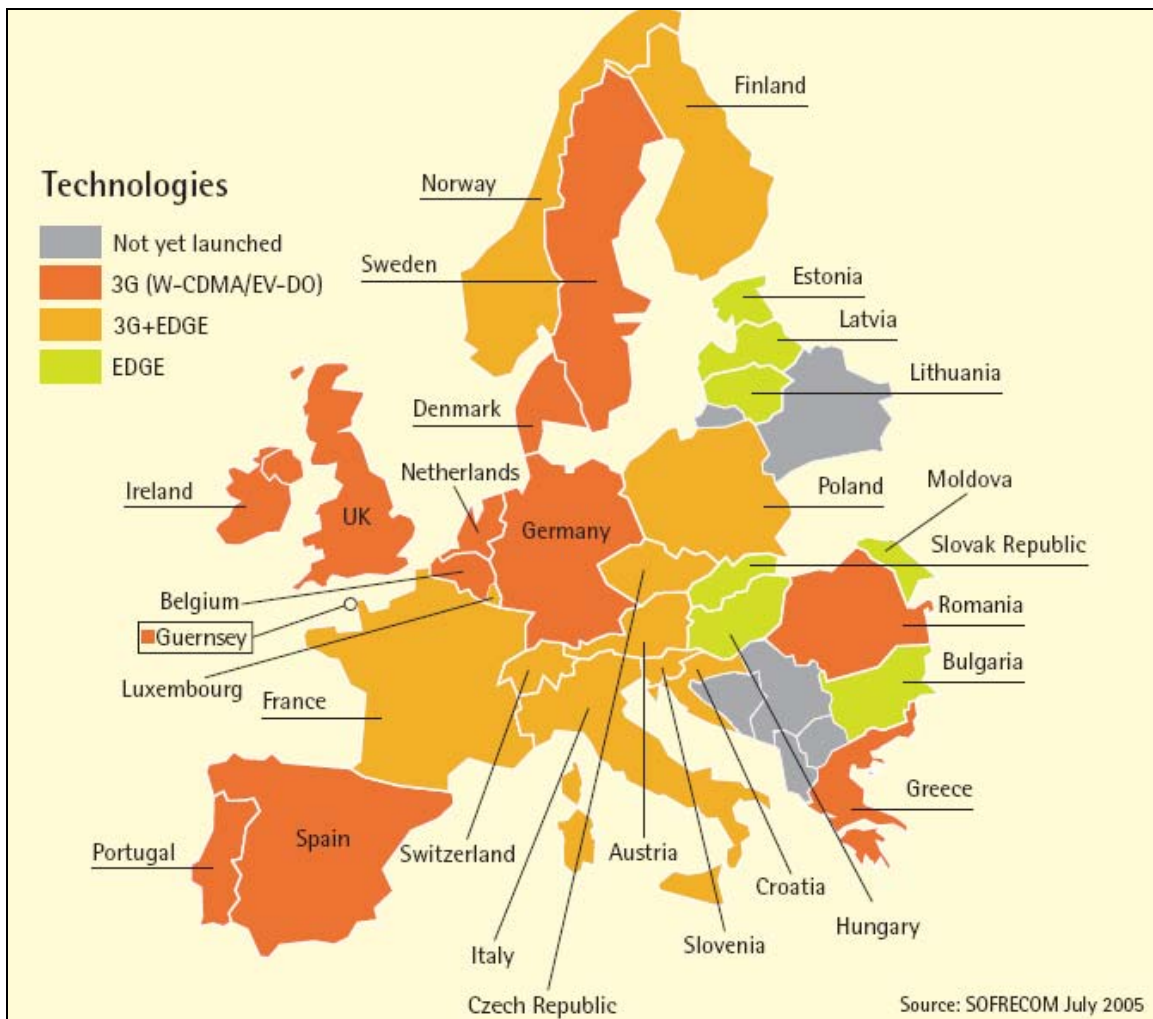 Finland
Technologies
Norway
Not yet launched
3G (W-CDMA/EV-DO)
Sweden
Estonia
3G+EDGE
Latvia
EDGE
Lithuania
Denmark
Netherlands
Moldova
Ireland
Poland
UK
Germany
Slovak Republic
Belgium
Romania
Guernsey
Bulgaria
Luxembourg
France
Greece
Spain
Portugal
Switzerland
Austria
Croatia
Hungary
Slovenia
Italy
Czech Republic
Source: SOFRECOM July 2005